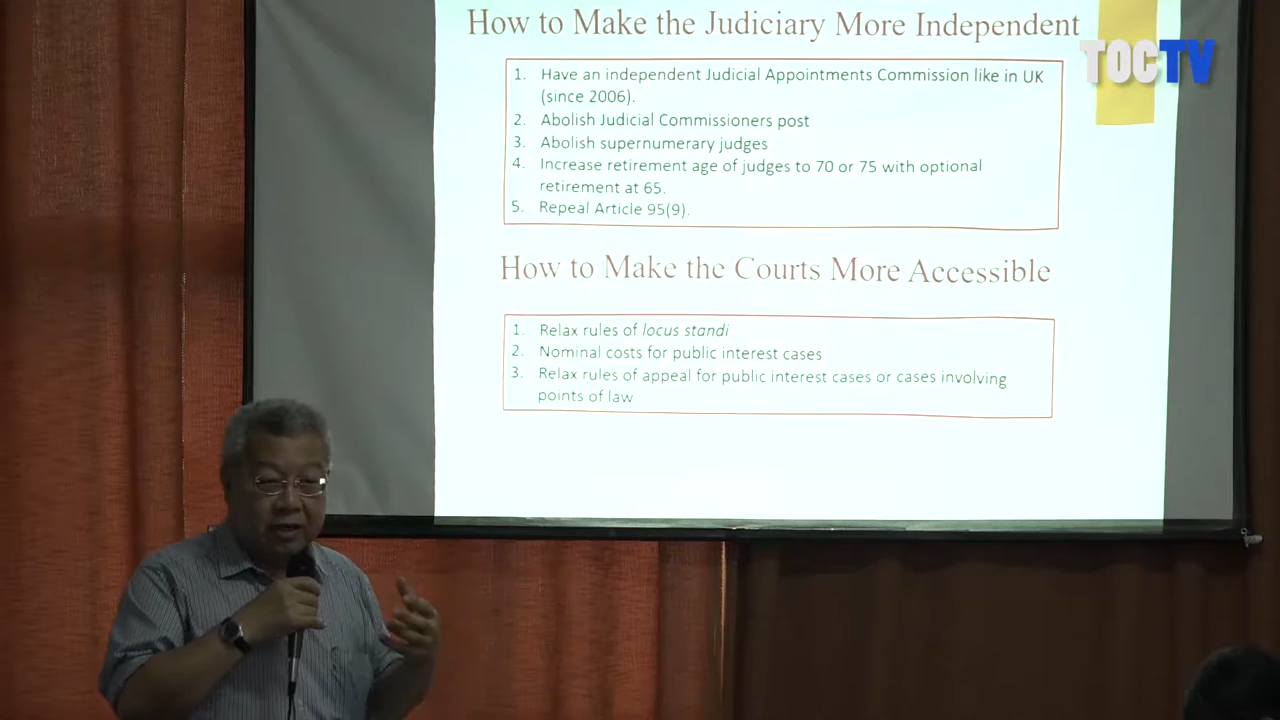 How to Make the Judiciary More Independent
TOCTV
1. Have an independent Judicial Appointments Commission like in UK
(since 2006).
2. Abolish Judicial Commissioners post
3. Abolish supernumerary judges
4. Increase retirement age of judges to 70 or 75 with optional
retirement at 65.
5. Repeal Article 95(9).
How to Make the Courts More Accessible
1. Relax rules of locus standi
2. Nominal costs for public interest cases
3. Relax rules of appeal for public interest cases or cases involving
points of law